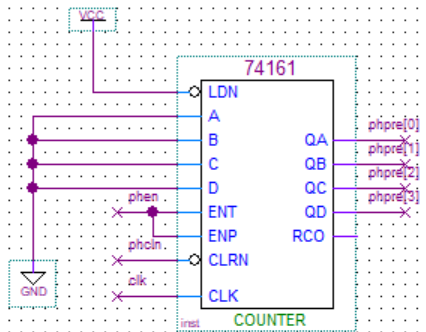 VCC
74161
LDN
A
B QA phpre[0]
C QB phpre[1]
D QC phpre[2]
phen ENT QD phpre[3]
ENP RCO
phcln CLRN
clk CLK
GND
inst COUNTER